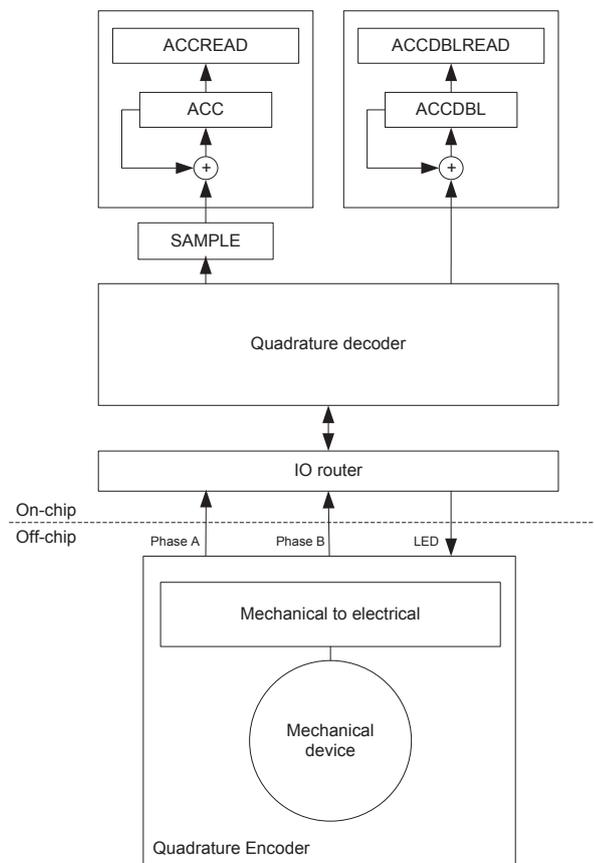 ACCREAD
ACCDBLREAD
ACC
ACCDBL
+
+
SAMPLE
Quadrature decoder
IO router
On-chip
Off-chip
Phase A
Phase B
LED
Mechanical to electrical
Mechanical
device
Quadrature Encoder